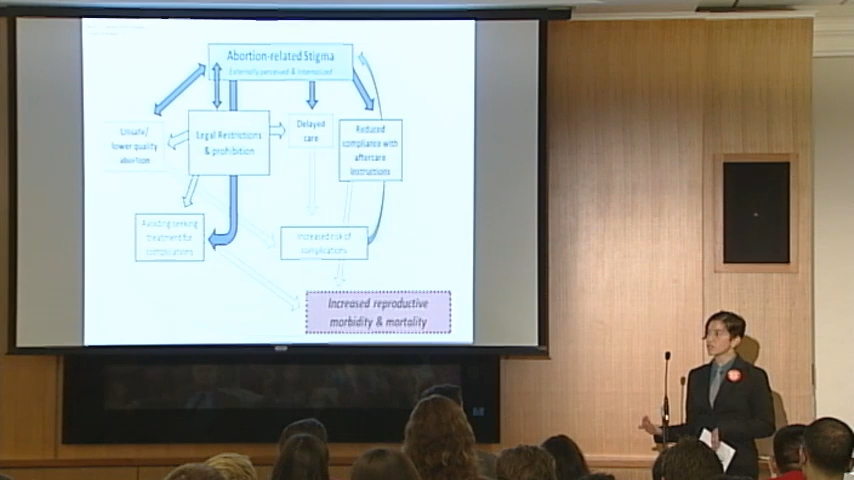 Abortion-related Stigma
Externally perceived & Internalized
Unsafe/
lower quality
abortion
Legal Restrictions
& prohibition
Delayed
care
Reduced
compliance with
aftercare
instructions
Avoiding seeking
treatment for
complications
Increased risk of
complications
Increased reproductive
morbidity & mortality